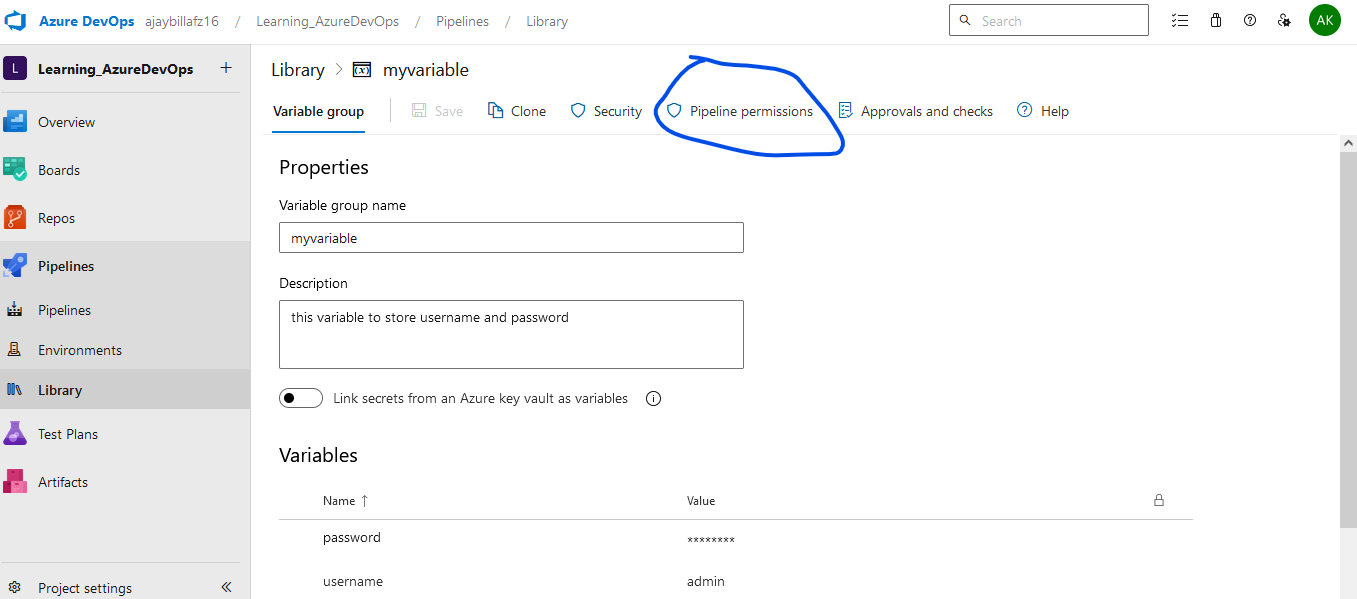 Azure DevOps ajaybillafz16 / Learning_AzureDevOps / Pipelines / Library
Search
AK
L Learning_AzureDevOps +
Overview
Boards
Repos
Pipelines
Pipelines
Environments
Library
Test Plans
Artifacts
Project settings
Library > (x) myvariable
Variable group Save Clone Security Pipeline permissions Approvals and checks Help
Properties
Variable group name
myvariable
Description
this variable to store username and password
Link secrets from an Azure key vault as variables
Variables
Name ↑ Value
password ********
username admin